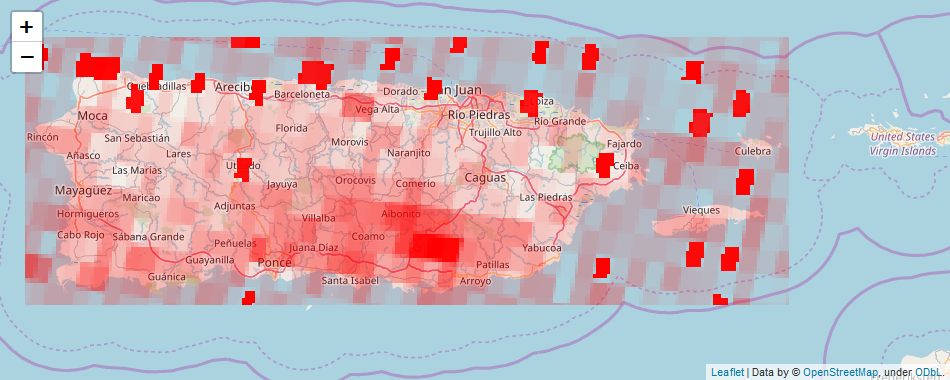 +
−
Arecibo
Barceloneta
Dorado
San Juan
Vega Alta
Moca
Río Piedras
Río Grande
Rincón
San Sebastián
Florida
Trujillo Alto
Morovis
Fajardo
United States
Virgin Islands
Añasco
Lares
Naranjito
Culebra
Las Marías
Ceiba
Jayuya
Orocovis
Comerío
Caguas
Mayagüez
Maricao
Las Piedras
Hormigueros
Adjuntas
Villalba
Aibonito
Vieques
Cabo Rojo
Sábana Grande
Peñuelas
Juana Díaz
Coamo
Yabucoa
Guayanilla
Ponce
Patillas
Guánica
Santa Isabel
Arroyo
Leaflet | Data by © OpenStreetMap, under ODbL.